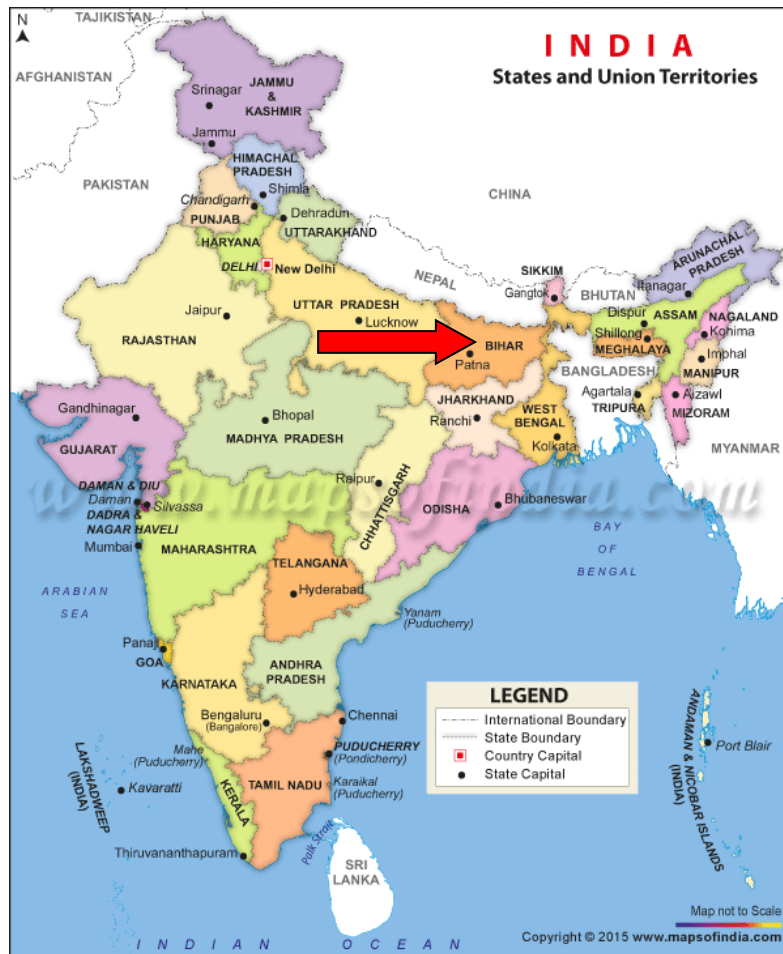 TAJIKISTAN
N
INDIA
States and Union Territories
AFGHANISTAN
JAMMU
&
KASHMIR
Srinagar
Jammu
HIMACHAL
PRADESH
Shimla
PAKISTAN
CHINA
Chandigarh
PUNJAB
Dehradun
UTTARAKHAND
HARYANA
DELHI
New Delhi
NEPAL
SIKKIM
Gangtok
BHUTAN
ARUNACHAL
PRADESH
Itanagar
UTTAR PRADESH
Lucknow
Jaipur
RAJASTHAN
BIHAR
Patna
Dispur
ASSAM
NAGALAND
Shillong
MEGHALAYA
Kohima
Imphal
MANIPUR
BANGLADESH
Agartala
TRIPURA
Aizawl
MIZORAM
MYANMAR
JHARKHAND
Ranchi
WEST
BENGAL
Kolkata
Gandhinagar
GUJARAT
Bhopal
MADHYA PRADESH
Raipur
CHHATTISGARH
ODISHA
Bhubaneswar
www.mapsofindia.com
DAMAN & DIU
Daman
Silvassa
DADRA &
NAGAR HAVELI
Mumbai
MAHARASHTRA
TELANGANA
Hyderabad
BAY
OF
BENGAL
ARABIAN
SEA
Yanam
(Puducherry)
Panaji
GOA
KARNATAKA
ANDHRA
PRADESH
Bengaluru
(Bangalore)
Chennai
Mahe
(Puducherry)
PUDUCHERRY
(Pondicherry)
LAKSHADWEEP
(INDIA)
Kavaratti
KERALA
TAMIL NADU
Karaikal
(Puducherry)
Thiruvananthapuram
Palk Strait
SRI
LANKA
LEGEND
International Boundary
State Boundary
Country Capital
State Capital
ANDAMAN & NICOBAR ISLANDS
(INDIA)
Port Blair
Map not to Scale
Copyright © 2015 www.mapsofindia.com
INDIAN OCEAN